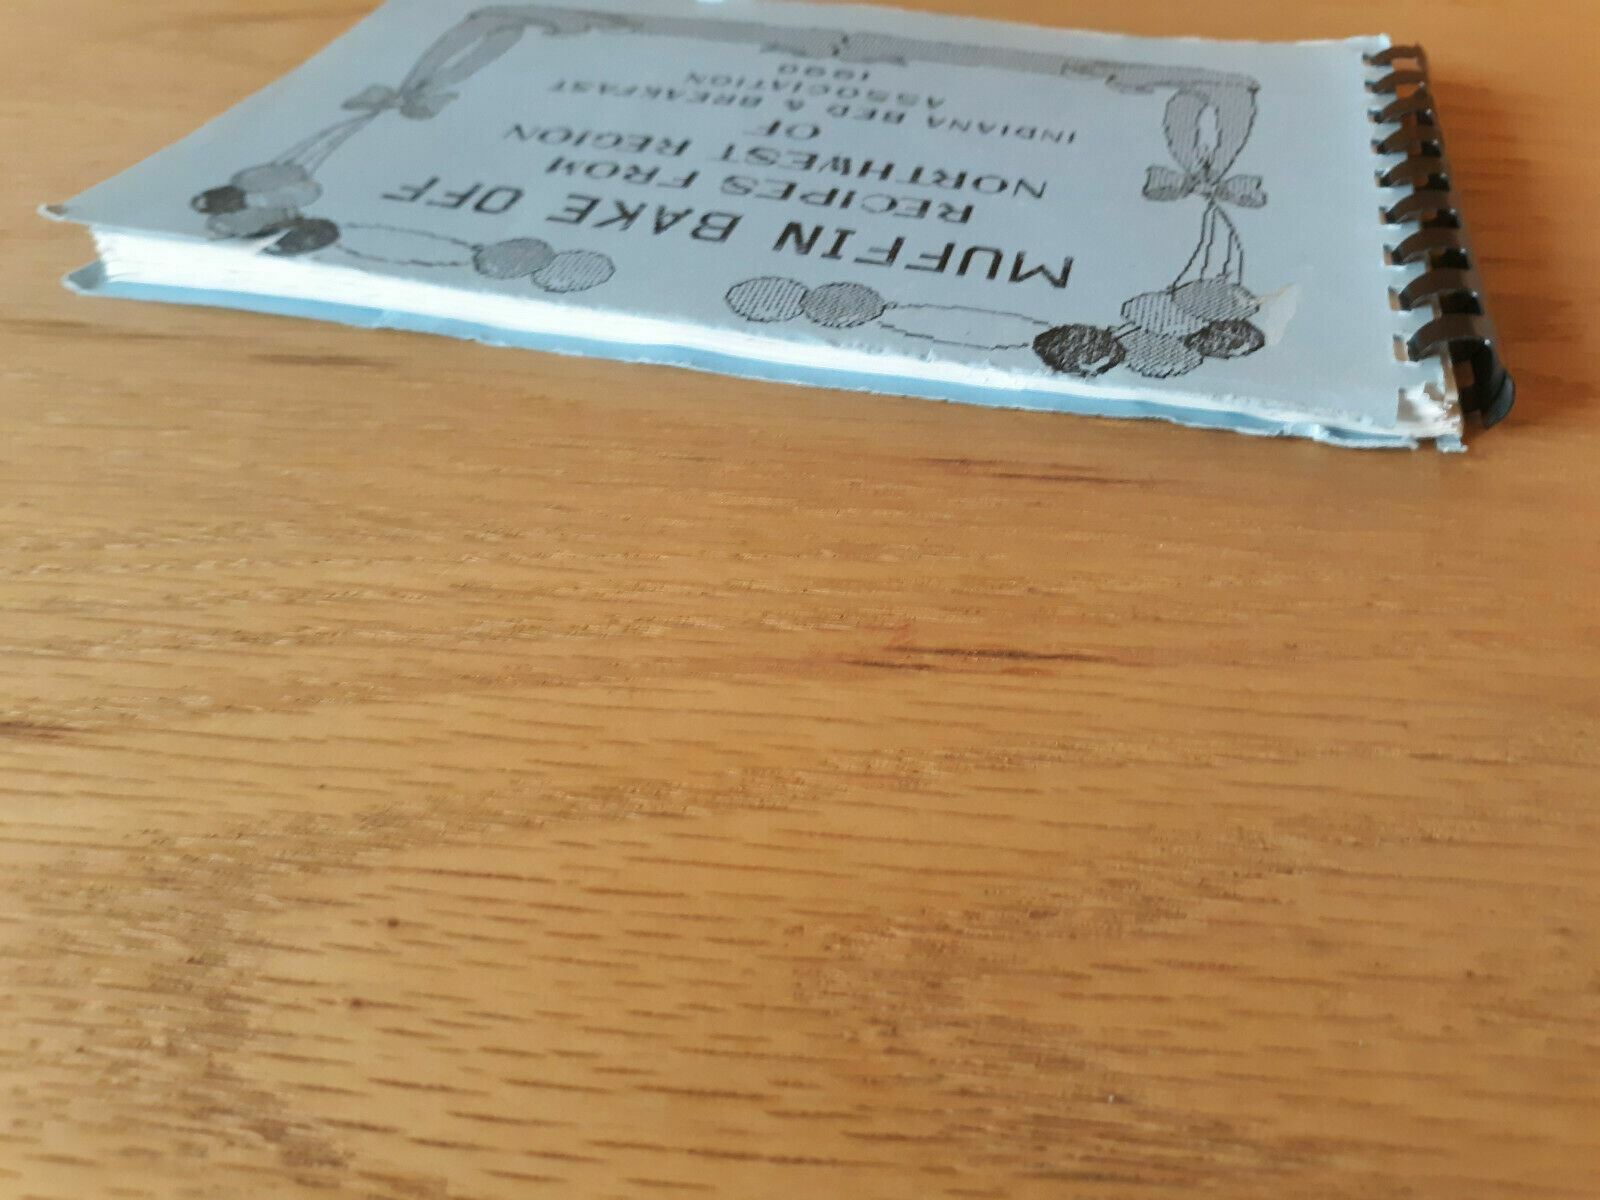 MUFFIN BAKE OFF
RECIPES FROM
NORTHWEST REGION
OF
INDIANA BED & BREAKFAST
ASSOCIATION
1990